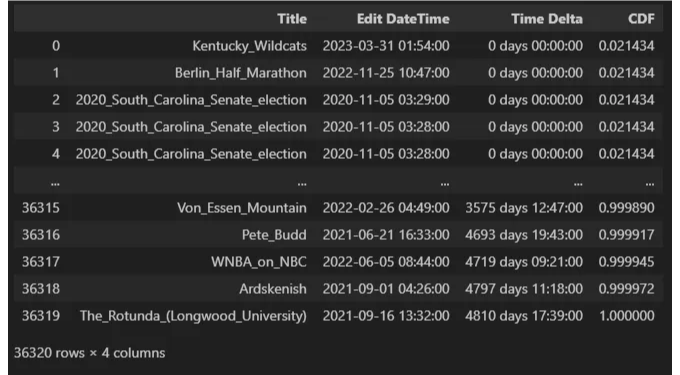 Title Edit DateTime Time Delta CDF
0 Kentucky_Wildcats 2023-03-31 01:54:00 0 days 00:00:00 0.021434
1 Berlin_Half_Marathon 2022-11-25 10:47:00 0 days 00:00:00 0.021434
2 2020_South_Carolina_Senate_election 2020-11-05 03:29:00 0 days 00:00:00 0.021434
3 2020_South_Carolina_Senate_election 2020-11-05 03:28:00 0 days 00:00:00 0.021434
4 2020_South_Carolina_Senate_election 2020-11-05 03:28:00 0 days 00:00:00 0.021434
... ... ... ... ...
36315 Von_Essen_Mountain 2022-02-26 04:49:00 3575 days 12:47:00 0.999890
36316 Pete_Budd 2021-06-21 16:33:00 4693 days 19:43:00 0.999917
36317 WNBA_on_NBC 2022-06-05 08:44:00 4719 days 09:21:00 0.999945
36318 Ardskenish 2021-09-01 04:26:00 4797 days 11:18:00 0.999972
36319 The_Rotunda_(Longwood_University) 2021-09-16 13:32:00 4810 days 17:39:00 1.000000
36320 rows × 4 columns